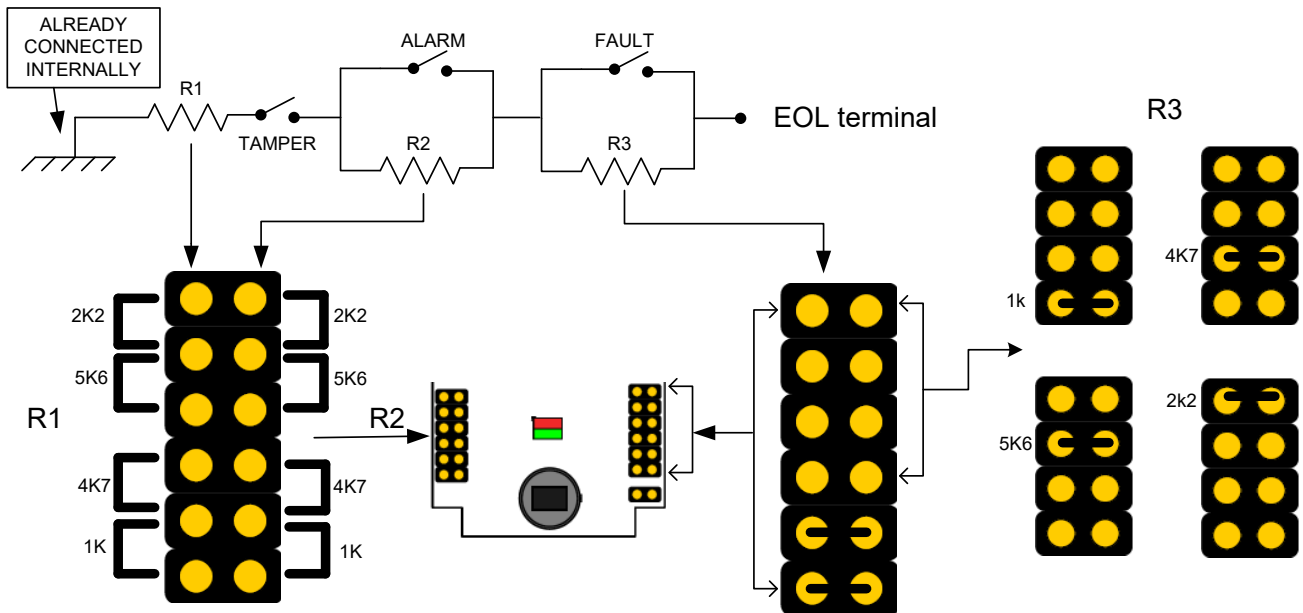 ALREADY
CONNECTED
INTERNALLY
R1
TAMPER
ALARM
R2
FAULT
R3
EOL terminal
R3
4K7
1k
5K6
2k2
R1
2K2
5K6
4K7
1K
2K2
5K6
4K7
1K
R2